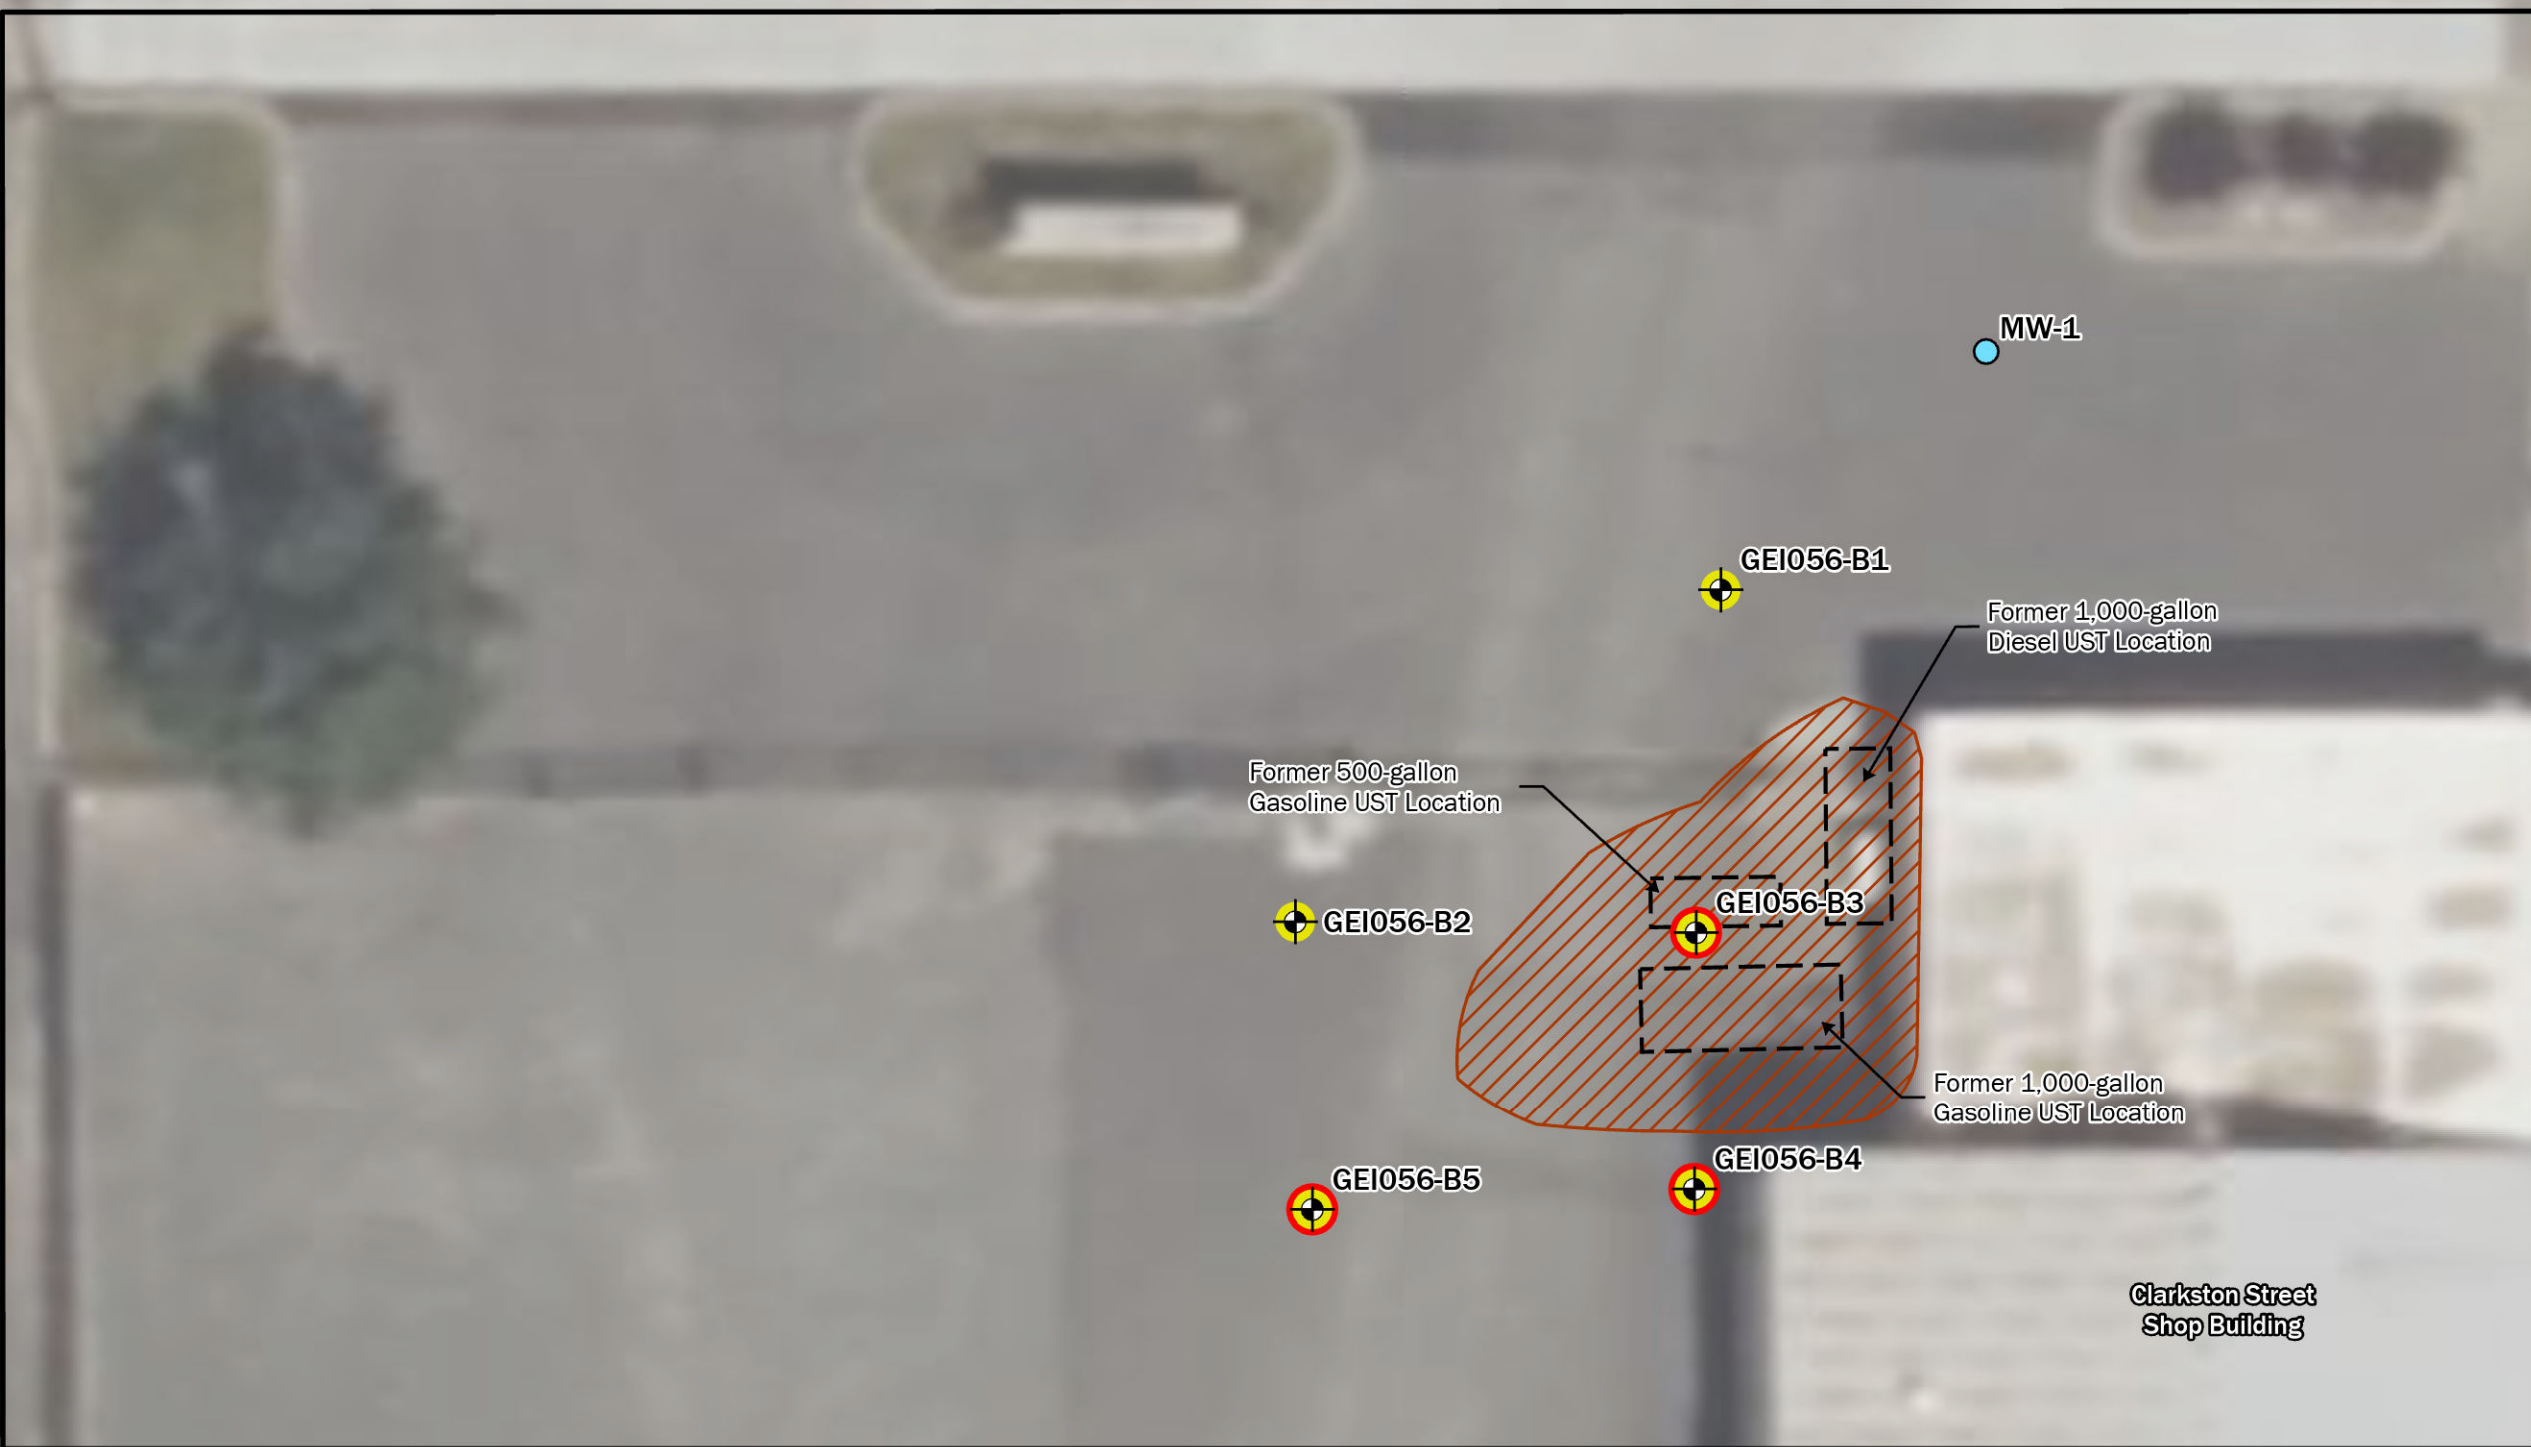 MW-1
GEI056-B1
Former 1,000-gallon
Diesel UST Location
Former 500-gallon
Gasoline UST Location
GEI056-B3
GEI056-B2
Former 1,000-gallon
Gasoline UST Location
GEI056-B4
GEI056-B5
Clarkston Street
Shop Building